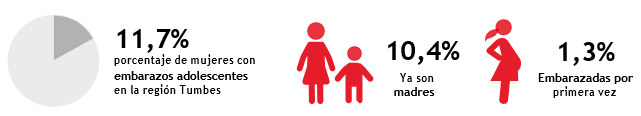 11,7%
porcentaje de mujeres con
embarazos adolescentes
en la región Tumbes
10,4%
Ya son
madres
1,3%
Embarazadas por
primera vez